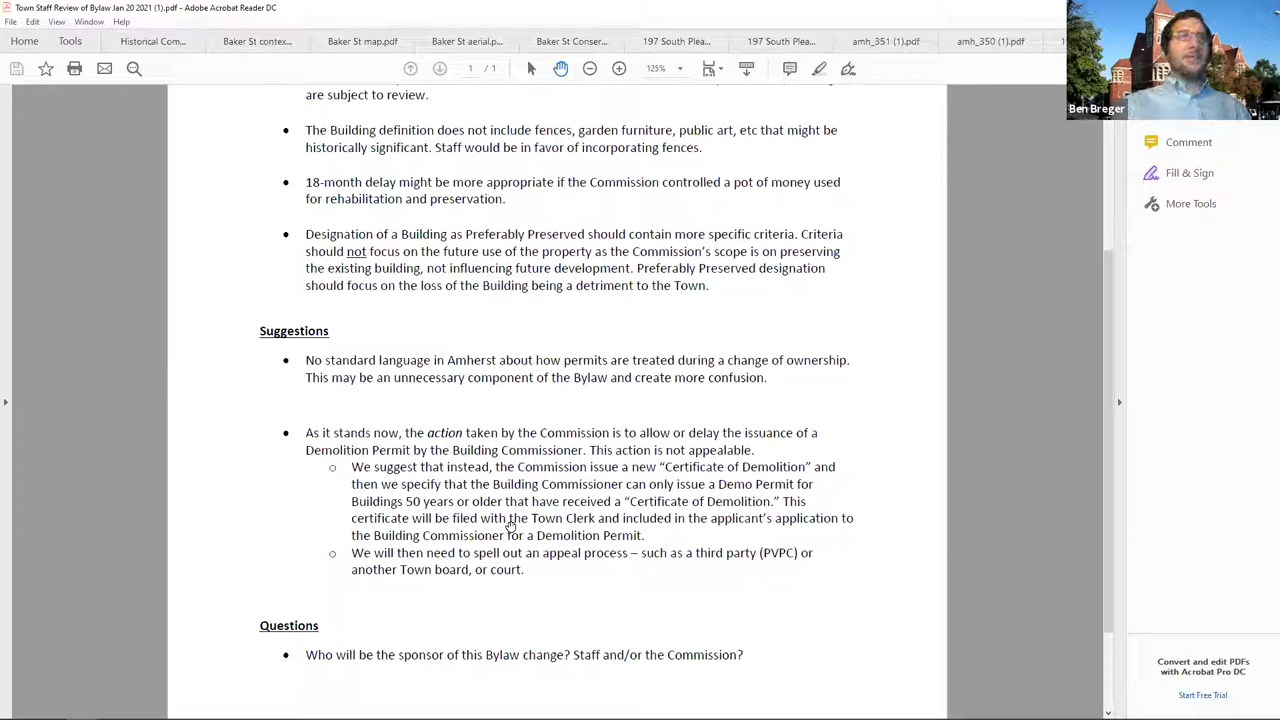 Town Staff Review of Bylaw Jan 20 2021 (1).pdf - Adobe Acrobat Reader DC
File Edit View Window Help
Home Tools Historical Com... Baker St contex... Baker St map.pdf Baker St aerial.p... Baker St Conser... 197 South Plea... 197 South Plea... amh_351 (1).pdf amh_350 (1).pdf
/ 1 125%
Ben Breger
are subject to review.
• The Building definition does not include fences, garden furniture, public art, etc that might be
historically significant. Staff would be in favor of incorporating fences.
• 18-month delay might be more appropriate if the Commission controlled a pot of money used
for rehabilitation and preservation.
• Designation of a Building as Preferably Preserved should contain more specific criteria. Criteria
should not focus on the future use of the property as the Commission's scope is on preserving
the existing building, not influencing future development. Preferably Preserved designation
should focus on the loss of the Building being a detriment to the Town.
Suggestions
• No standard language in Amherst about how permits are treated during a change of ownership.
This may be an unnecessary component of the Bylaw and create more confusion.
• As it stands now, the action taken by the Commission is to allow or delay the issuance of a
Demolition Permit by the Building Commissioner. This action is not appealable.
○ We suggest that instead, the Commission issue a new “Certificate of Demolition” and
then we specify that the Building Commissioner can only issue a Demo Permit for
Buildings 50 years or older that have received a “Certificate of Demolition.” This
certificate will be filed with the Town Clerk and included in the applicant's application to
the Building Commissioner for a Demolition Permit.
○ We will then need to spell out an appeal process – such as a third party (PVPC) or
another Town board, or court.
Questions
• Who will be the sponsor of this Bylaw change? Staff and/or the Commission?
Comment
Fill & Sign
More Tools
Convert and edit PDFs
with Acrobat Pro DC
Start Free Trial